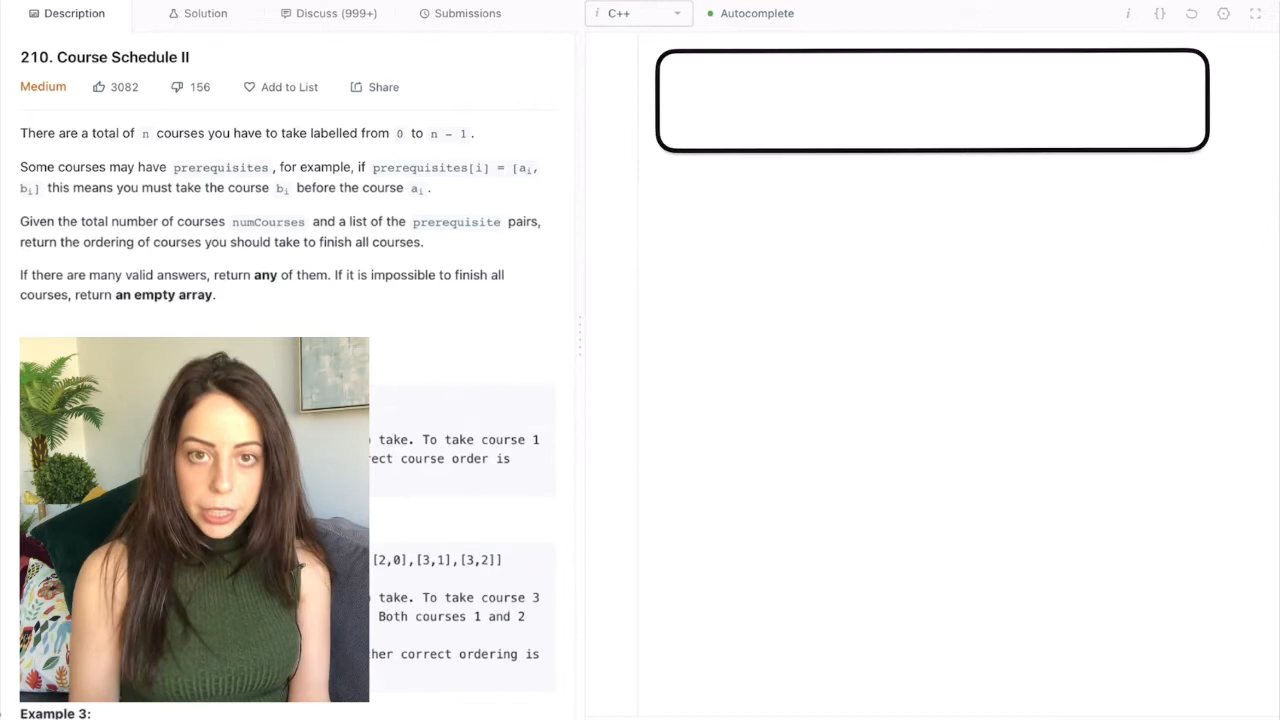 Description
Solution
Discuss (999+)
Submissions
i C++
Autocomplete
i {}
210. Course Schedule II
Medium 3082 156 Add to List Share
There are a total of n courses you have to take labelled from 0 to n - 1 .
Some courses may have prerequisites , for example, if prerequisites[i] = [ai,
bi] this means you must take the course bi before the course ai .
Given the total number of courses numCourses and a list of the prerequisite pairs,
return the ordering of courses you should take to finish all courses.
If there are many valid answers, return any of them. If it is impossible to finish all
courses, return an empty array.
take. To take course 1
course order is
[2,0],[3,1],[3,2]]
take. To take course 3
Both courses 1 and 2
correct ordering is
Example 3: